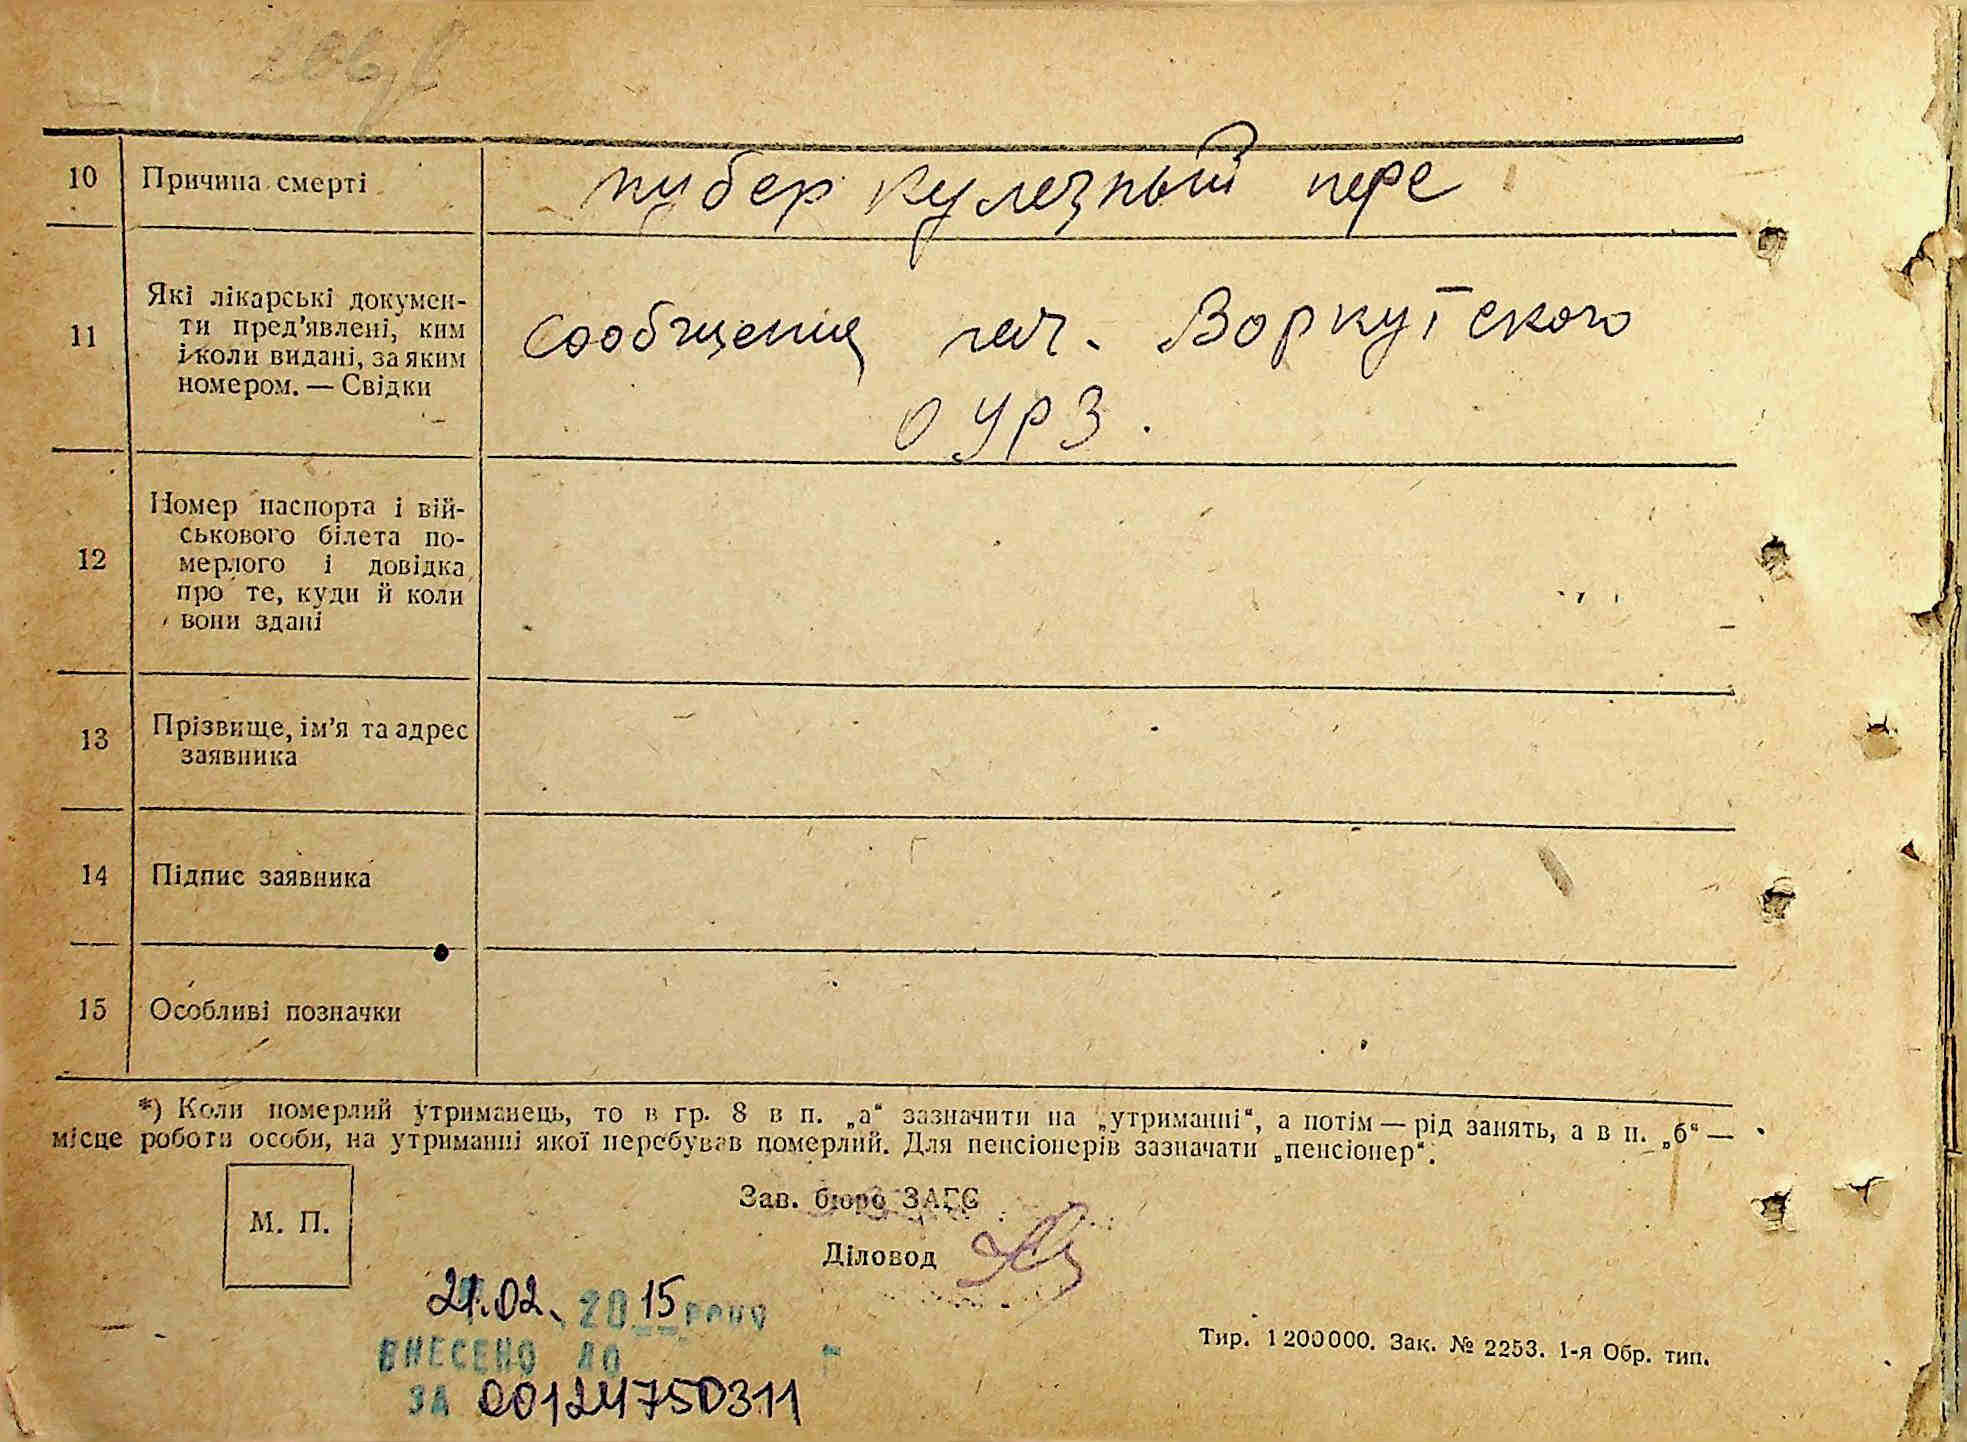 10 Причина смерті туберкулезный пере
Які лікарські докумен-
ти пред'явлені, ким
11 і коли видані, за яким
номером. — Свідки
сообщения нач. Воркутского
ОУРЗ.
Номер паспорта і вій-
ськового білета по-
12 мерлого і довідка
про те, куди й коли
вони здані
13 Прізвище, ім'я та адрес
заявника
14 Підпис заявника
15 Особливі позначки
*) Коли померлий утриманець, то в гр. 8 в п. „а“ зазначити на „утриманні“, а потім — рід занять, а в п. „б“ —
місце роботи особи, на утриманні якої перебував померлий. Для пенсіонерів зазначати „пенсіонер“.
Зав. бюро ЗАГС
М. П.
Діловод
21.02. 2015 року
ВНЕСЕНО ДО
ЗА 00124750311
Тир. 1200000. Зак. № 2253. 1-я Обр. тип.